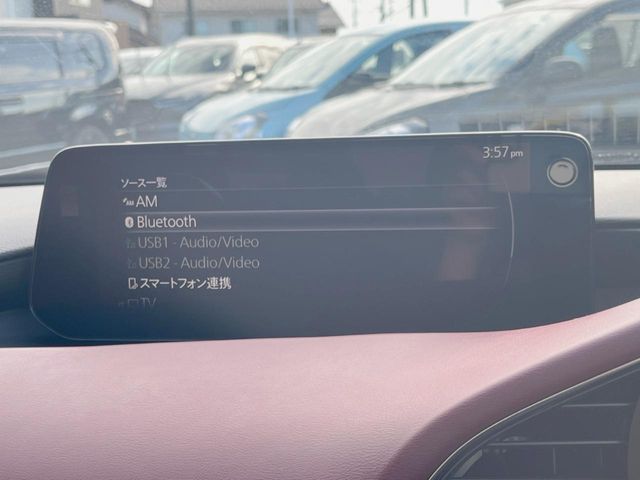 3:57 pm
ソース一覧
AM
Bluetooth
USB1 - Audio/Video
USB2 - Audio/Video
スマートフォン連携
TV